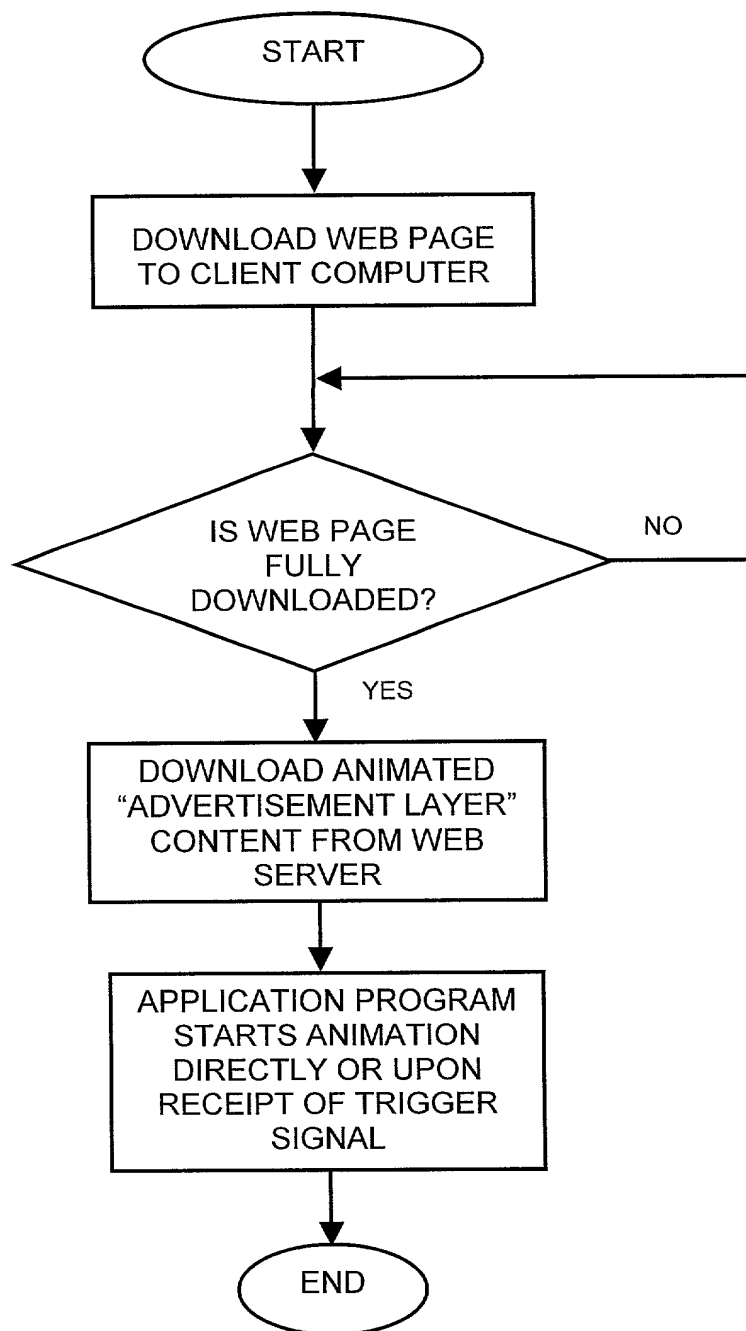 START
DOWNLOAD WEB PAGE
TO CLIENT COMPUTER
IS WEB PAGE
FULLY
DOWNLOADED?
NO
YES
DOWNLOAD ANIMATED
“ADVERTISEMENT LAYER”
CONTENT FROM WEB
SERVER
APPLICATION PROGRAM
STARTS ANIMATION
DIRECTLY OR UPON
RECEIPT OF TRIGGER
SIGNAL
END